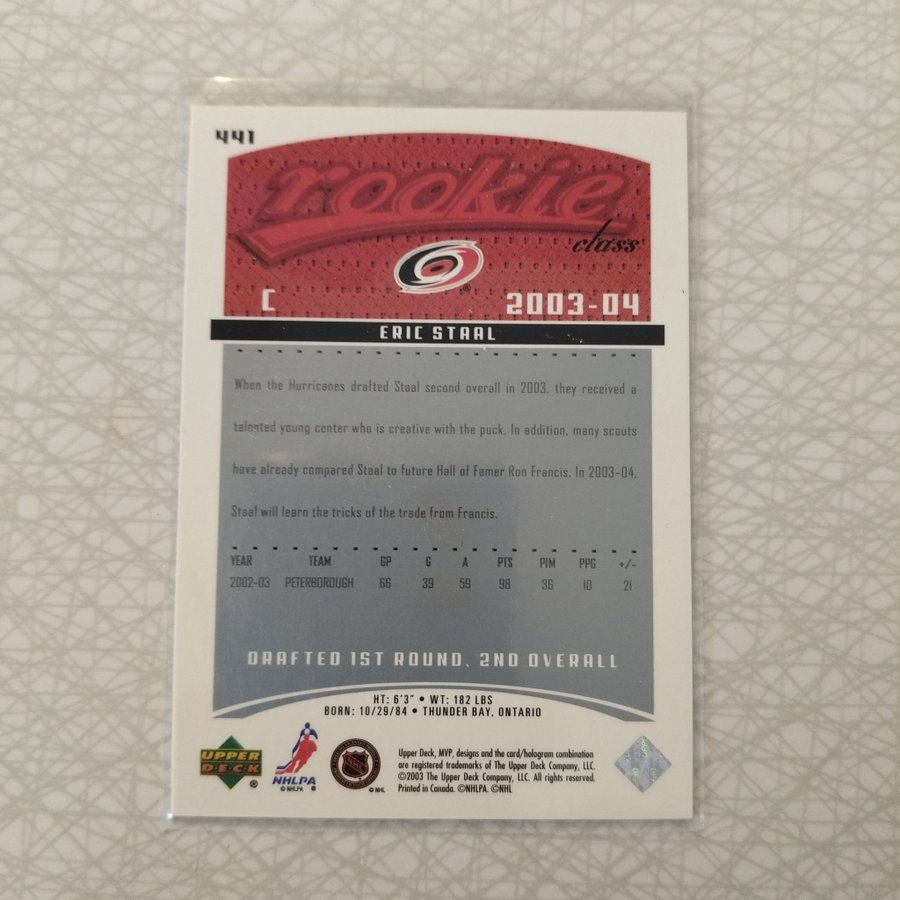 441
rookie
class
C 2003-04
ERIC STAAL
When the Hurricanes drafted Staal second overall in 2003, they received a
talented young center who is creative with the puck. In addition, many scouts
have already compared Staal to future Hall of Famer Ron Francis. In 2003-04,
Staal will learn the tricks of the trade from Francis.
YEAR TEAM GP G A PTS PIM PPG +/-
2002-03 PETERBOROUGH 66 39 59 98 36 10 21
DRAFTED 1ST ROUND, 2ND OVERALL
HT: 6'3" • WT: 182 LBS
BORN: 10/29/84 • THUNDER BAY, ONTARIO
UPPER
DECK
NHLPA
© NHLPA
NHL
© NHL
Upper Deck, MVP, designs and the card/hologram combination
are registered trademarks of The Upper Deck Company, LLC.
©2003 The Upper Deck Company, LLC. All rights reserved.
Printed in Canada. ©NHLPA. ©NHL